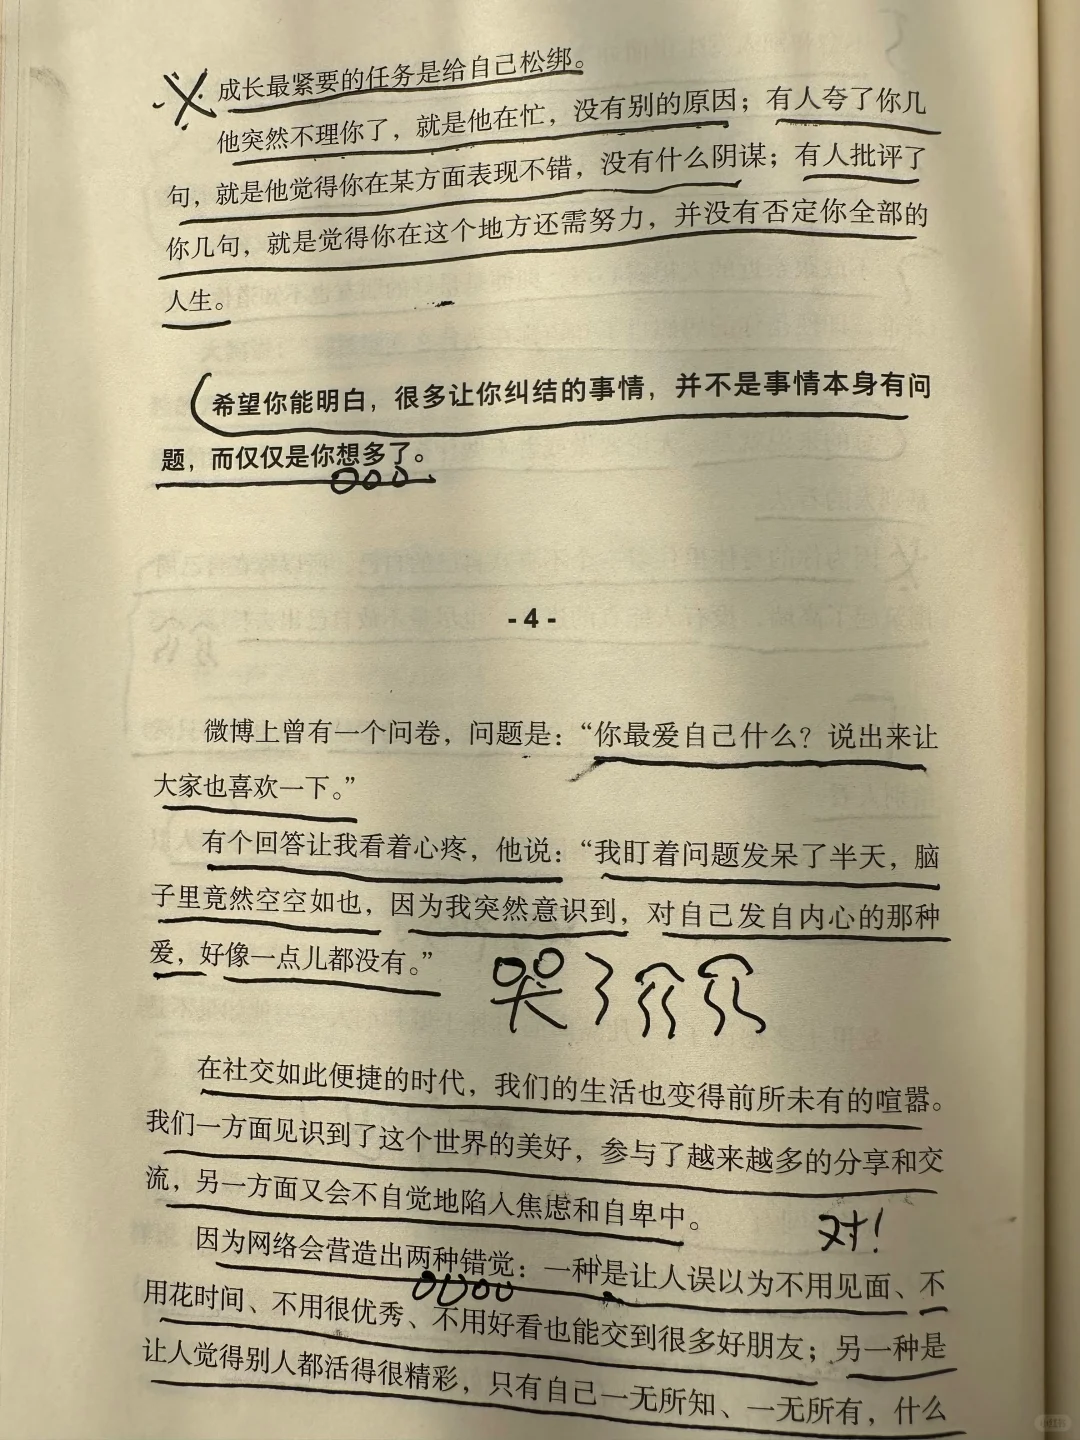 成长最紧要的任务是给自己松绑。
他突然不理你了，就是他在忙，没有别的原因；有人夸了你几
句，就是他觉得你在某方面表现不错，没有什么阴谋；有人批评了
你几句，就是觉得你在这个地方还需努力，并没有否定你全部的
人生。
希望你能明白，很多让你纠结的事情，并不是事情本身有问
题，而仅仅是你想多了。
-4-
微博上曾有一个问卷，问题是：“你最爱自己什么？说出来让
大家也喜欢一下。”
有个回答让我看着心疼，他说：“我盯着问题发呆了半天，脑
子里竟然空空如也，因为我突然意识到，对自己发自内心的那种
爱，好像一点儿都没有。”
哭了
在社交如此便捷的时代，我们的生活也变得前所未有的喧嚣。
我们一方面见识到了这个世界的美好，参与了越来越多的分享和交
流，另一方面又会不自觉地陷入焦虑和自卑中。
对！
因为网络会营造出两种错觉：一种是让人误以为不用见面、不
用花时间、不用很优秀、不用好看也能交到很多好朋友；另一种是
让人觉得别人都活得很精彩，只有自己一无所知、一无所有，什么